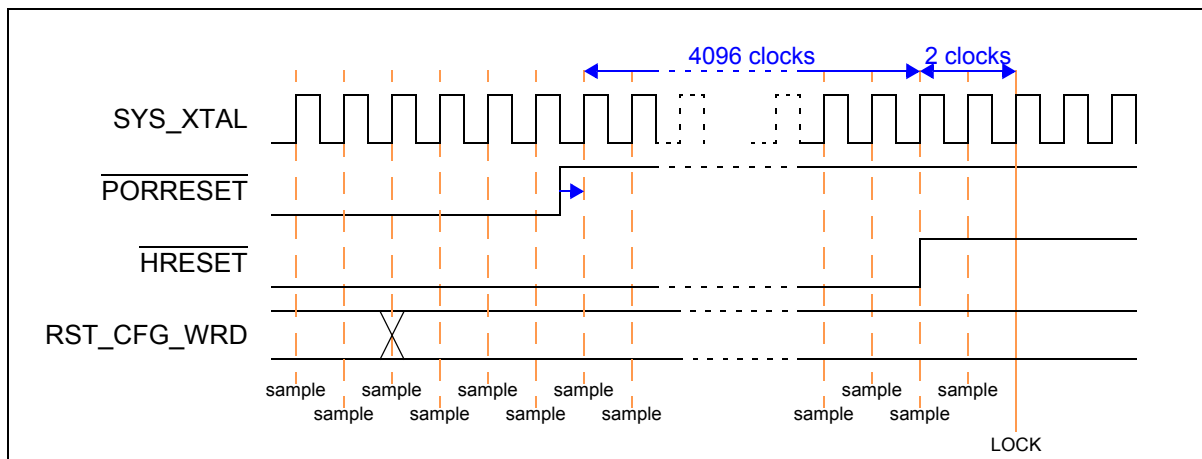 4096 clocks 2 clocks
SYS_XTAL
PORRESET
HRESET
RST_CFG_WRD
sample sample sample sample sample sample
sample sample sample sample sample sample sample
LOCK